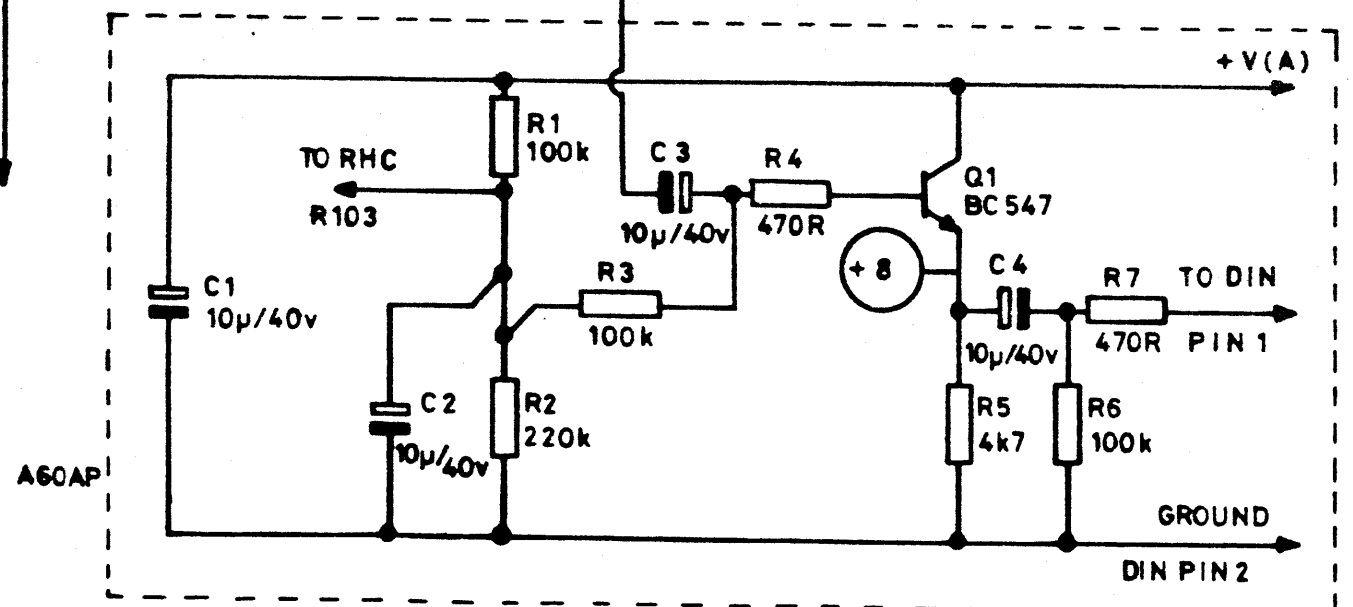 + V(A)
R1
100k
TO RHC
R103
C3
10µ/40v
R4
470R
Q1
BC547
+ 8
C4
10µ/40v
R7
470R
TO DIN
PIN 1
C1
10µ/40v
R3
100k
C2
10µ/40v
R2
220k
R5
4k7
R6
100k
A60AP
GROUND
DIN PIN 2